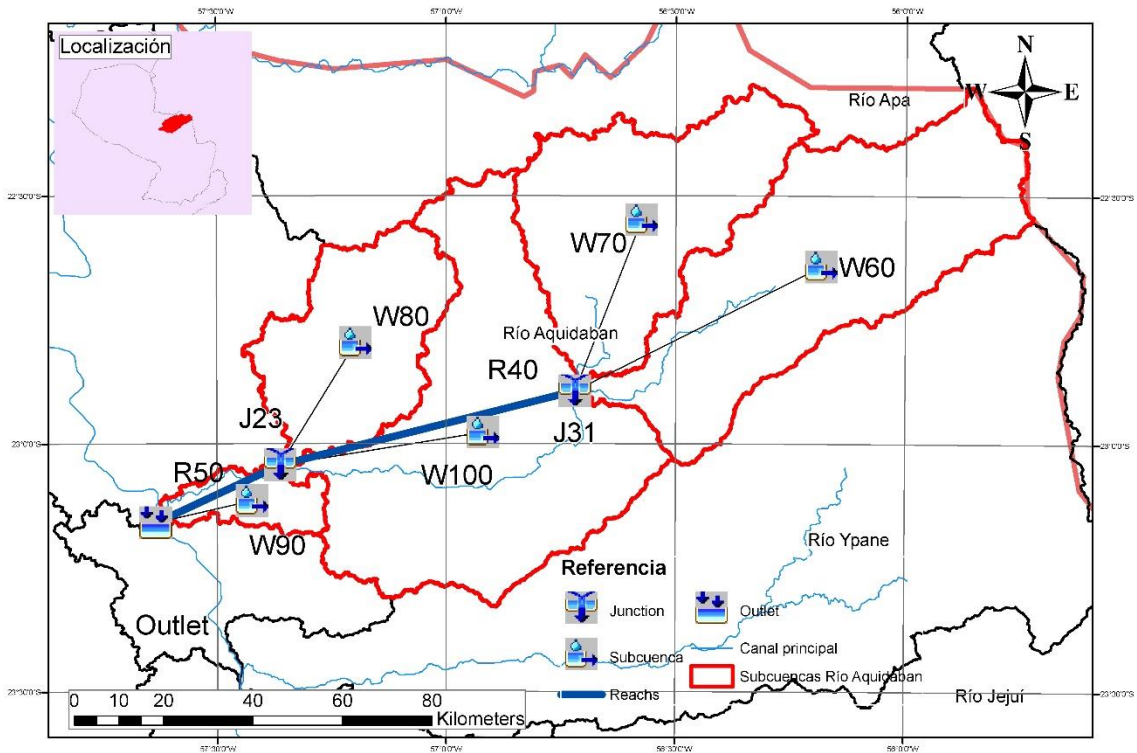 57°30'0"W
57°0'0"W
56°30'0"W
56°0'0"W
Localización
N
W
E
S
Río Apa
22°30'0"S
22°30'0"S
W70
W60
W80
Río Aquidaban
R40
J23
J31
23°0'0"S
23°0'0"S
R50
W100
W90
Río Ypane
Referencia
Junction
Outlet
Outlet
Subcuenca
Canal principal
Reachs
Subcuencas Río Aquidaban
23°30'0"S
23°30'0"S
Río Jejuí
0 10 20 40 60 80
Kilometers
57°30'0"W
57°0'0"W
56°30'0"W
56°0'0"W